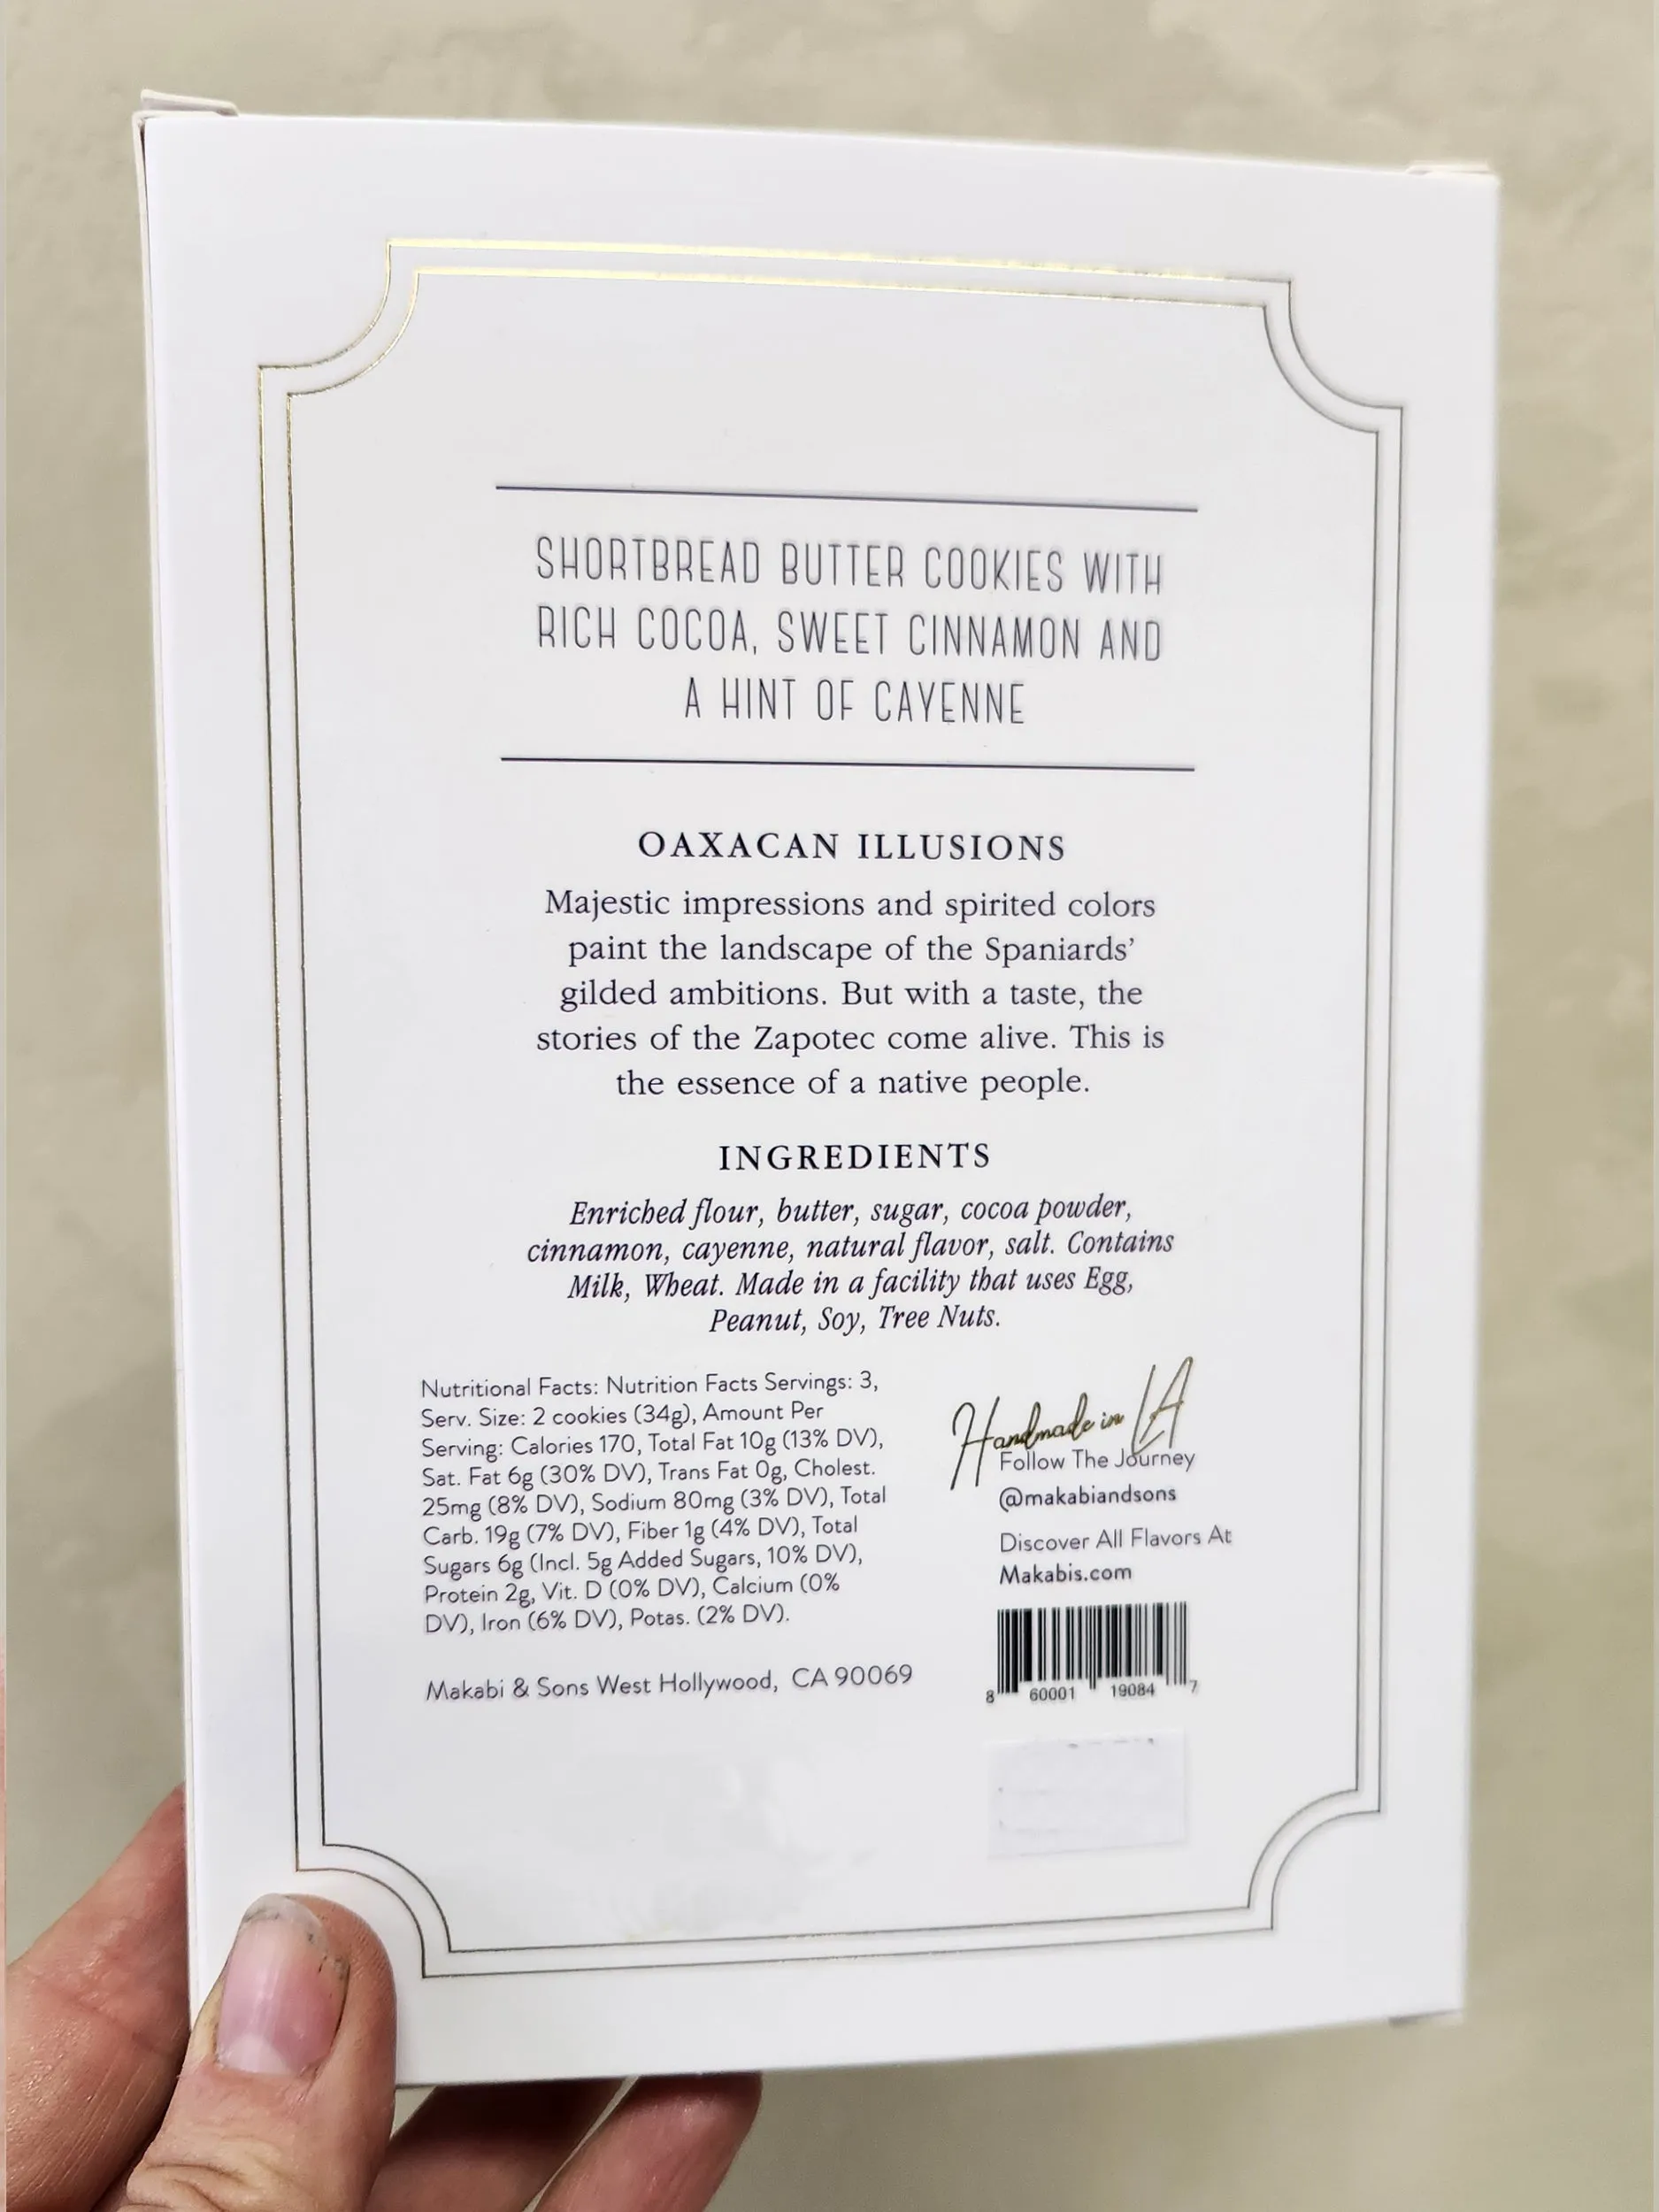 SHORTBREAD BUTTER COOKIES WITH
RICH COCOA, SWEET CINNAMON AND
A HINT OF CAYENNE
OAXACAN ILLUSIONS
Majestic impressions and spirited colors
paint the landscape of the Spaniards’
gilded ambitions. But with a taste, the
stories of the Zapotec come alive. This is
the essence of a native people.
INGREDIENTS
Enriched flour, butter, sugar, cocoa powder,
cinnamon, cayenne, natural flavor, salt. Contains
Milk, Wheat. Made in a facility that uses Egg,
Peanut, Soy, Tree Nuts.
Nutritional Facts: Nutrition Facts Servings: 3,
Serv. Size: 2 cookies (34g), Amount Per
Serving: Calories 170, Total Fat 10g (13% DV),
Sat. Fat 6g (30% DV), Trans Fat 0g, Cholest.
25mg (8% DV), Sodium 80mg (3% DV), Total
Carb. 19g (7% DV), Fiber 1g (4% DV), Total
Sugars 6g (Incl. 5g Added Sugars, 10% DV),
Protein 2g, Vit. D (0% DV), Calcium (0%
DV), Iron (6% DV), Potas. (2% DV).
Makabi & Sons West Hollywood, CA 90069
Handmade in LA
Follow The Journey
@makabiandsons
Discover All Flavors At
Makabis.com
8 60001 19084 7